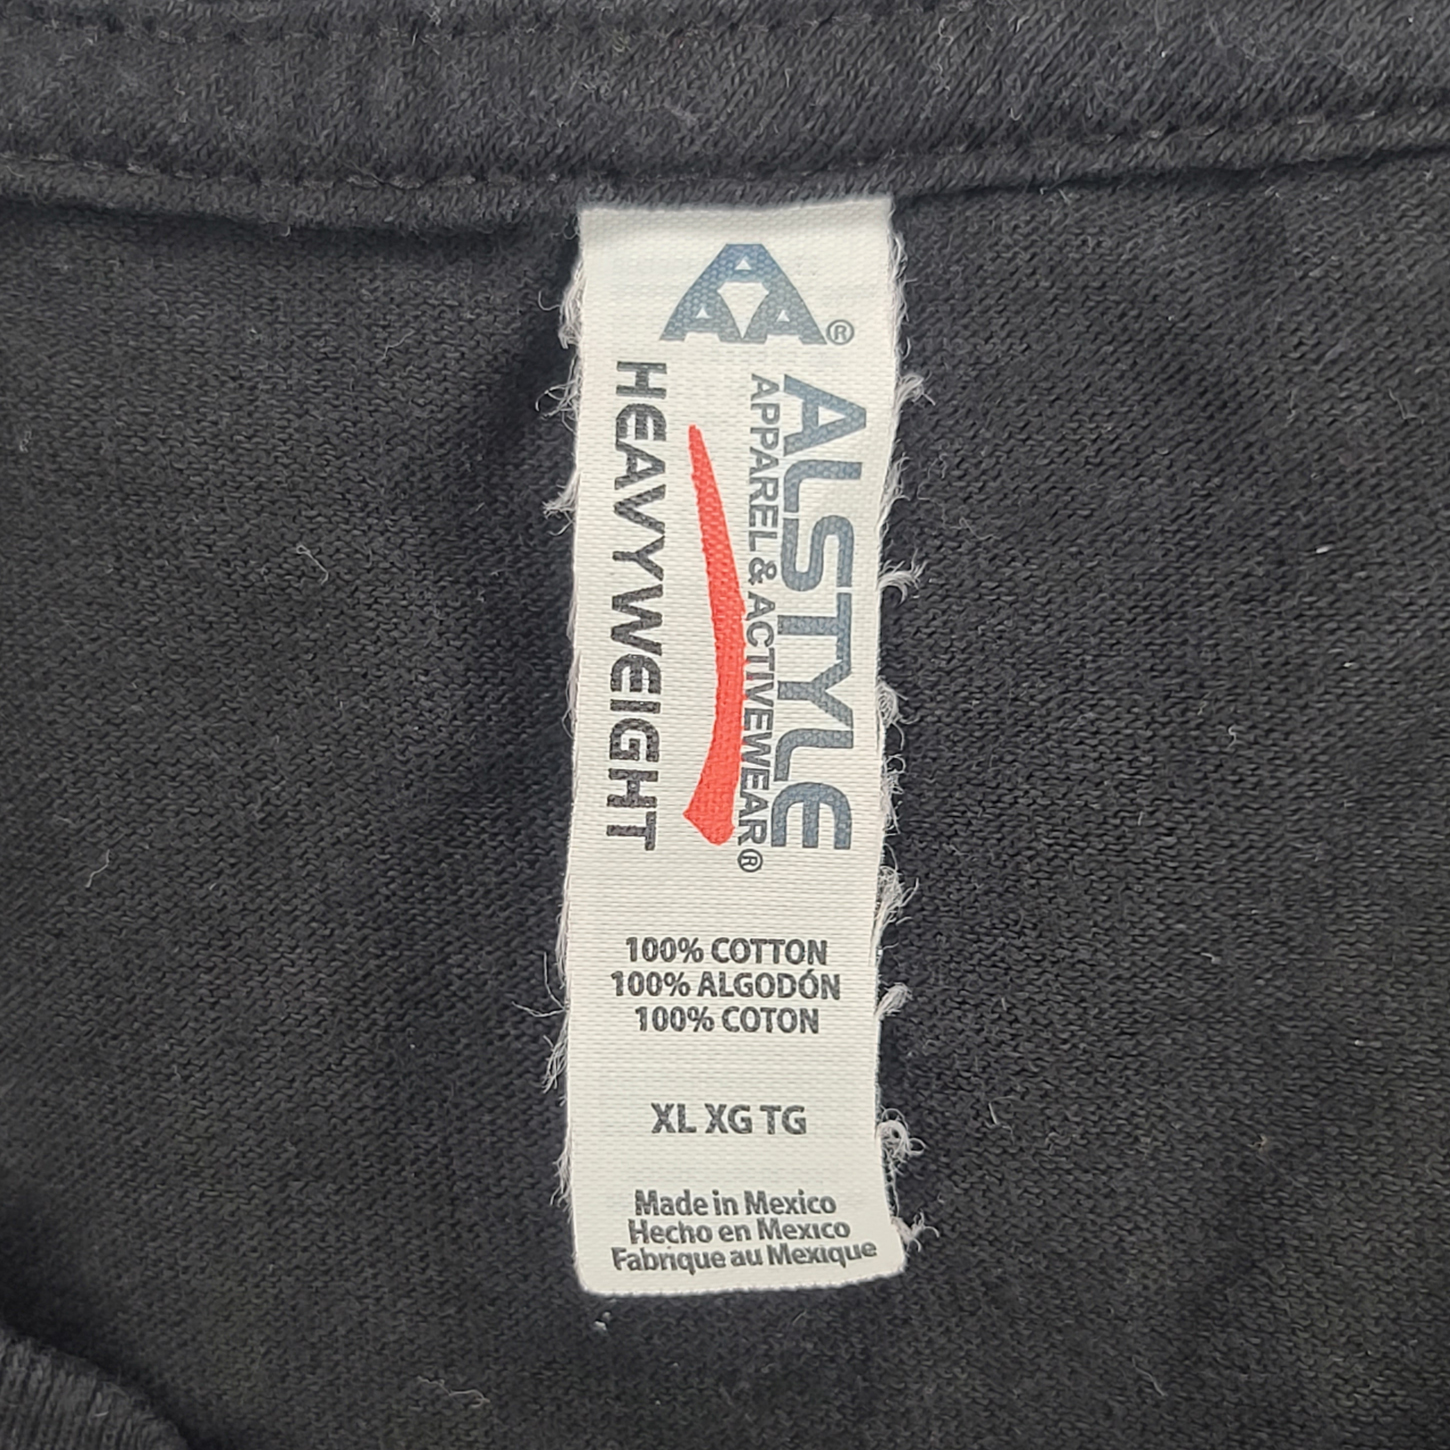 AAA®
ALSTYLE
APPAREL & ACTIVEWEAR®
HEAVYWEIGHT
100% COTTON
100% ALGODÓN
100% COTON
XL XG TG
Made in Mexico
Hecho en Mexico
Fabrique au Mexique